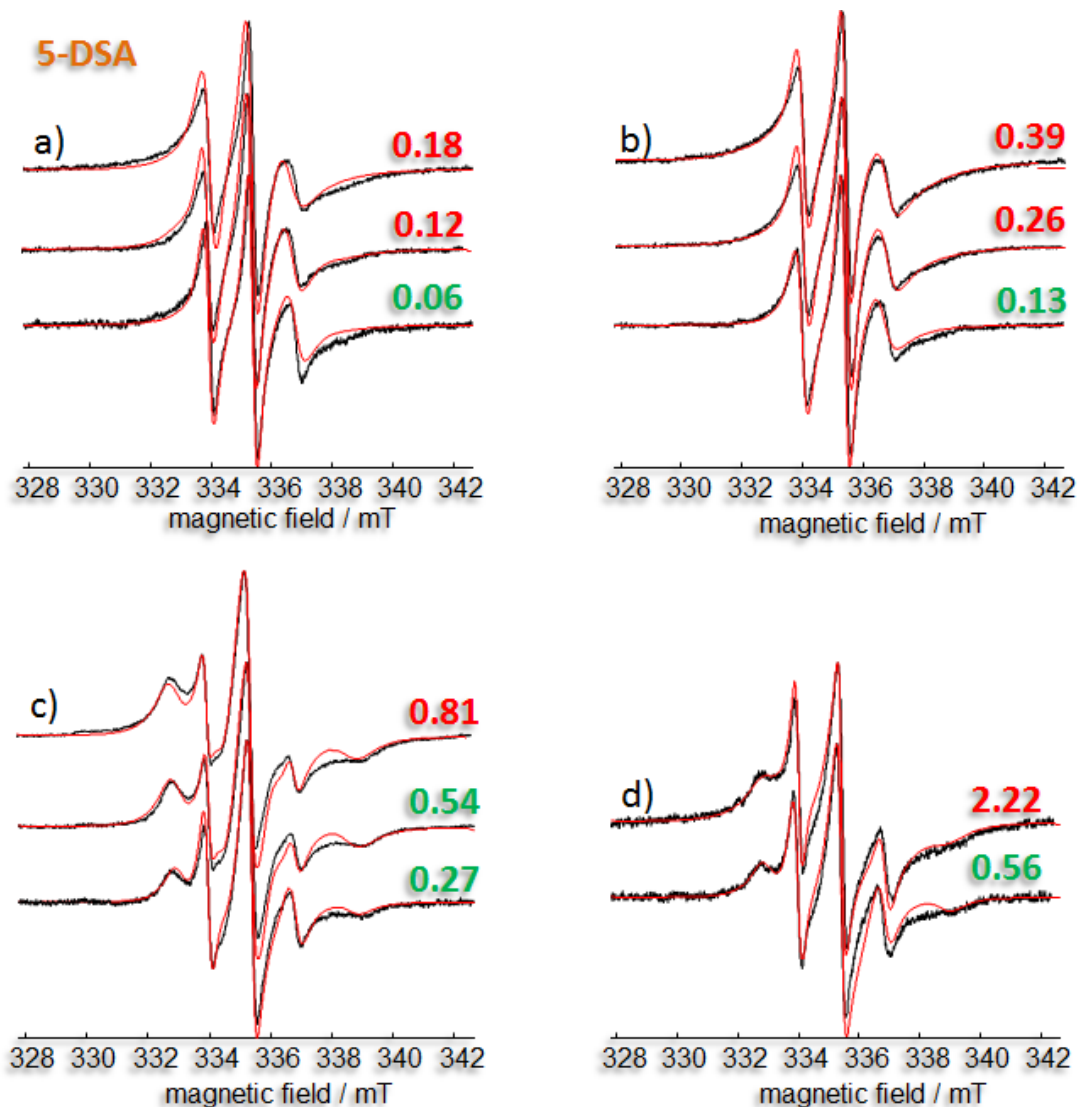 5-DSA
a)
0.18
0.12
0.06
328 330 332 334 336 338 340 342
magnetic field / mT
b)
0.39
0.26
0.13
328 330 332 334 336 338 340 342
magnetic field / mT
c)
0.81
0.54
0.27
328 330 332 334 336 338 340 342
magnetic field / mT
d)
2.22
0.56
328 330 332 334 336 338 340 342
magnetic field / mT